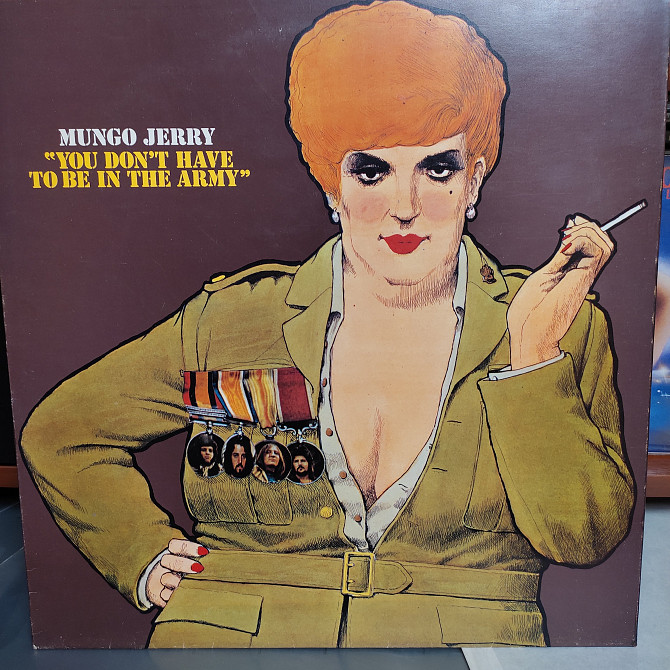 MUNGO JERRY
“YOU DON'T HAVE
TO BE IN THE ARMY”